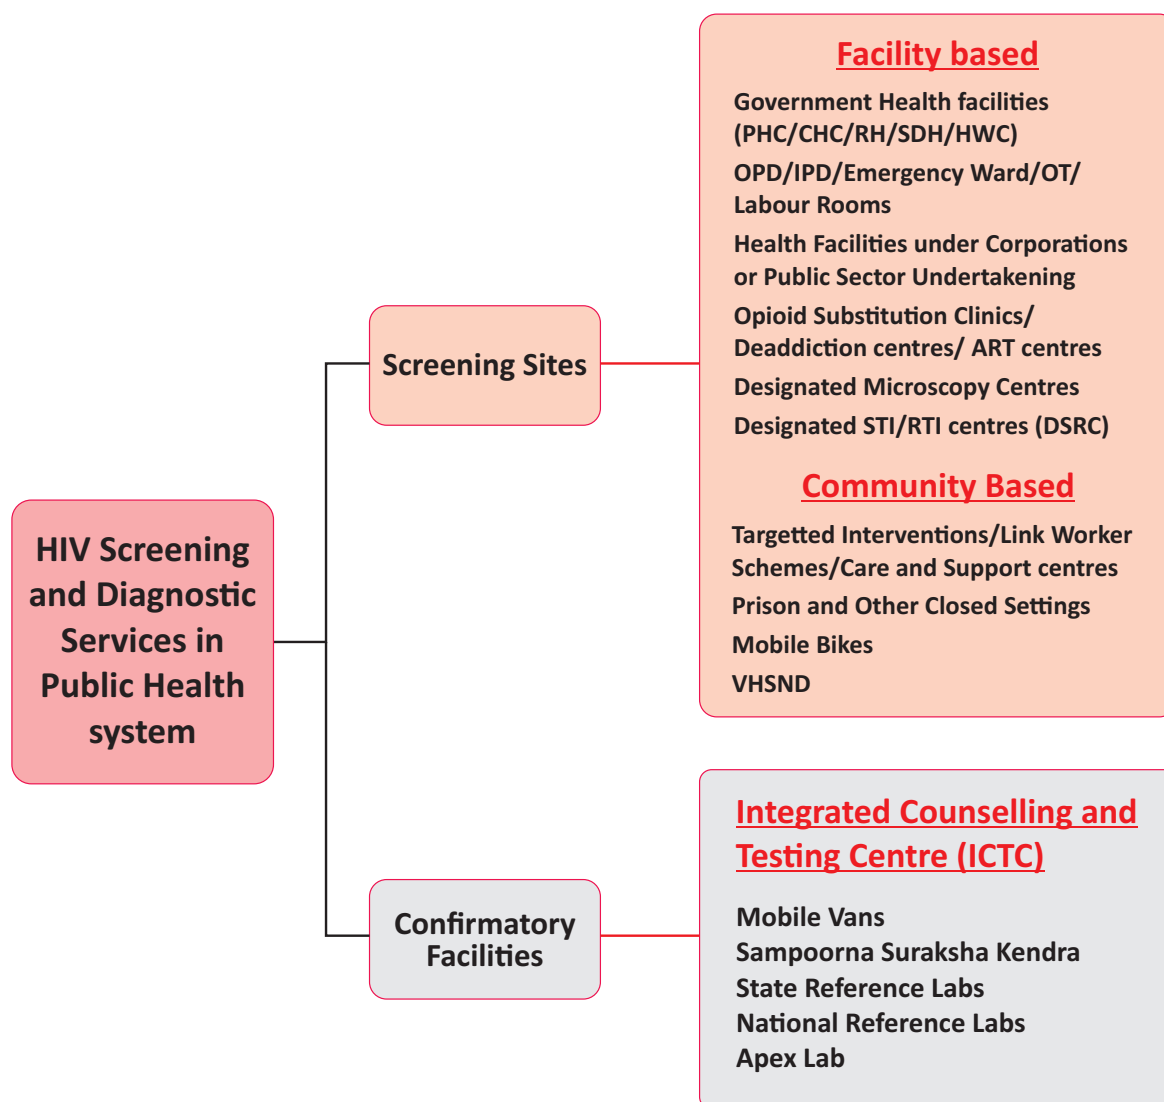 HIV Screening
and Diagnostic
Services in
Public Health
system
Screening Sites
Facility based
Government Health facilities
(PHC/CHC/RH/SDH/HWC)
OPD/IPD/Emergency Ward/OT/
Labour Rooms
Health Facilities under Corporations
or Public Sector Undertakening
Opioid Substitution Clinics/
Deaddiction centres/ ART centres
Designated Microscopy Centres
Designated STI/RTI centres (DSRC)
Community Based
Targetted Interventions/Link Worker
Schemes/Care and Support centres
Prison and Other Closed Settings
Mobile Bikes
VHSND
Confirmatory
Facilities
Integrated Counselling and
Testing Centre (ICTC)
Mobile Vans
Sampoorna Suraksha Kendra
State Reference Labs
National Reference Labs
Apex Lab